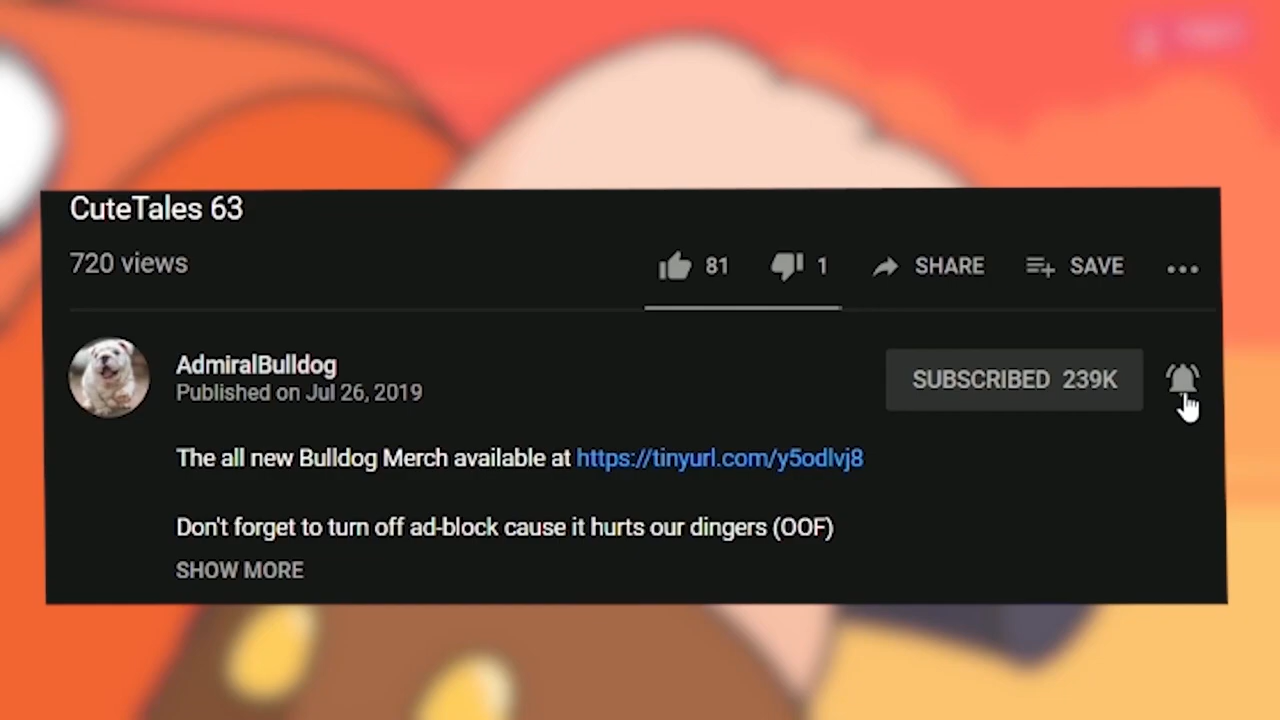 CuteTales 63
720 views
81
1
SHARE
SAVE
AdmiralBulldog
Published on Jul 26, 2019
SUBSCRIBED 239K
The all new Bulldog Merch available at https://tinyurl.com/y5odlvj8
Don't forget to turn off ad-block cause it hurts our dingers (OOF)
SHOW MORE